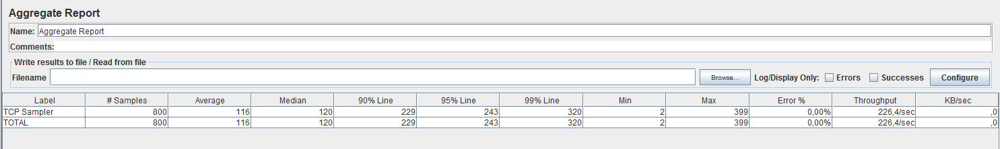 Aggregate Report
Name: Aggregate Report
Comments:
Write results to file / Read from file
Filename Browse... Log/Display Only: Errors Successes Configure
Label # Samples Average Median 90% Line 95% Line 99% Line Min Max Error % Throughput KB/sec
TCP Sampler 800 116 120 229 243 320 2 399 0,00% 226,4/sec ,0
TOTAL 800 116 120 229 243 320 2 399 0,00% 226,4/sec ,0